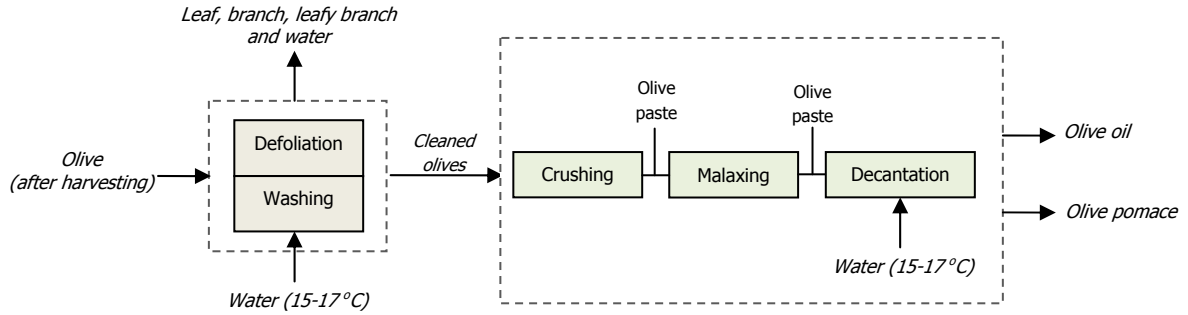 Leaf, branch, leafy branch
and water
Olive
(after harvesting)
Defoliation
Washing
Water (15-17°C)
Cleaned
olives
Olive
paste
Olive
paste
Crushing
Malaxing
Decantation
Water (15-17°C)
Olive oil
Olive pomace